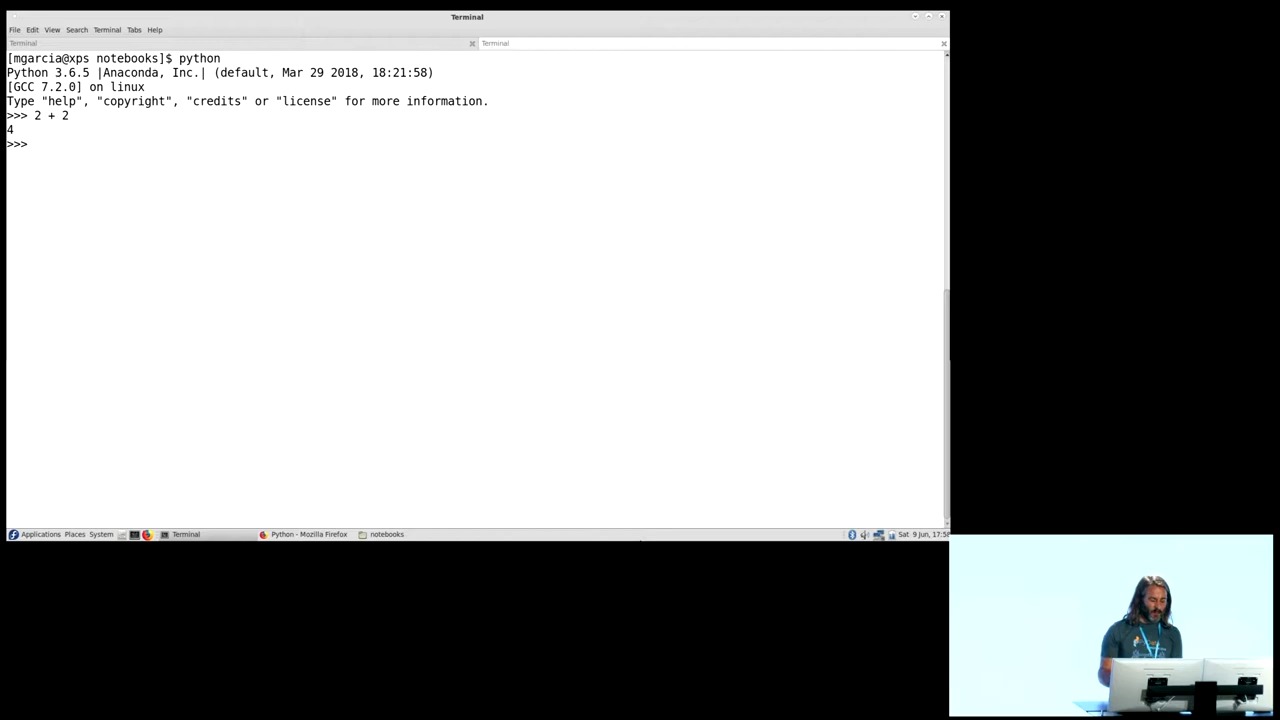 Terminal
File Edit View Search Terminal Tabs Help
Terminal
Terminal
[mgarcia@xps notebooks]$ python
Python 3.6.5 |Anaconda, Inc.| (default, Mar 29 2018, 18:21:58)
[GCC 7.2.0] on linux
Type "help", "copyright", "credits" or "license" for more information.
>>> 2 + 2
4
>>>
Applications Places System Terminal Python - Mozilla Firefox notebooks Sat 9 Jun,